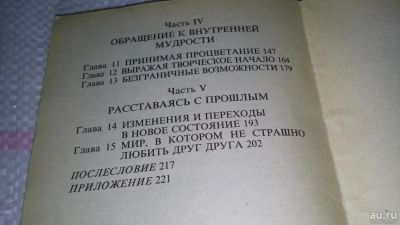 Часть IV
ОБРАЩЕНИЕ К ВНУТРЕННЕЙ
МУДРОСТИ
Глава 11 ПРИНИМАЯ ПРОЦВЕТАНИЕ 147
Глава 12 ВЫРАЖАЯ ТВОРЧЕСКОЕ НАЧАЛО 164
Глава 13 БЕЗГРАНИЧНЫЕ ВОЗМОЖНОСТИ 179
Часть V
РАССТАВАЯСЬ С ПРОШЛЫМ
Глава 14 ИЗМЕНЕНИЯ И ПЕРЕХОДЫ
В НОВОЕ СОСТОЯНИЕ 193
Глава 15 МИР, В КОТОРОМ НЕ СТРАШНО
ЛЮБИТЬ ДРУГ ДРУГА 202
ПОСЛЕСЛОВИЕ 217
ПРИЛОЖЕНИЕ 221
au.ru